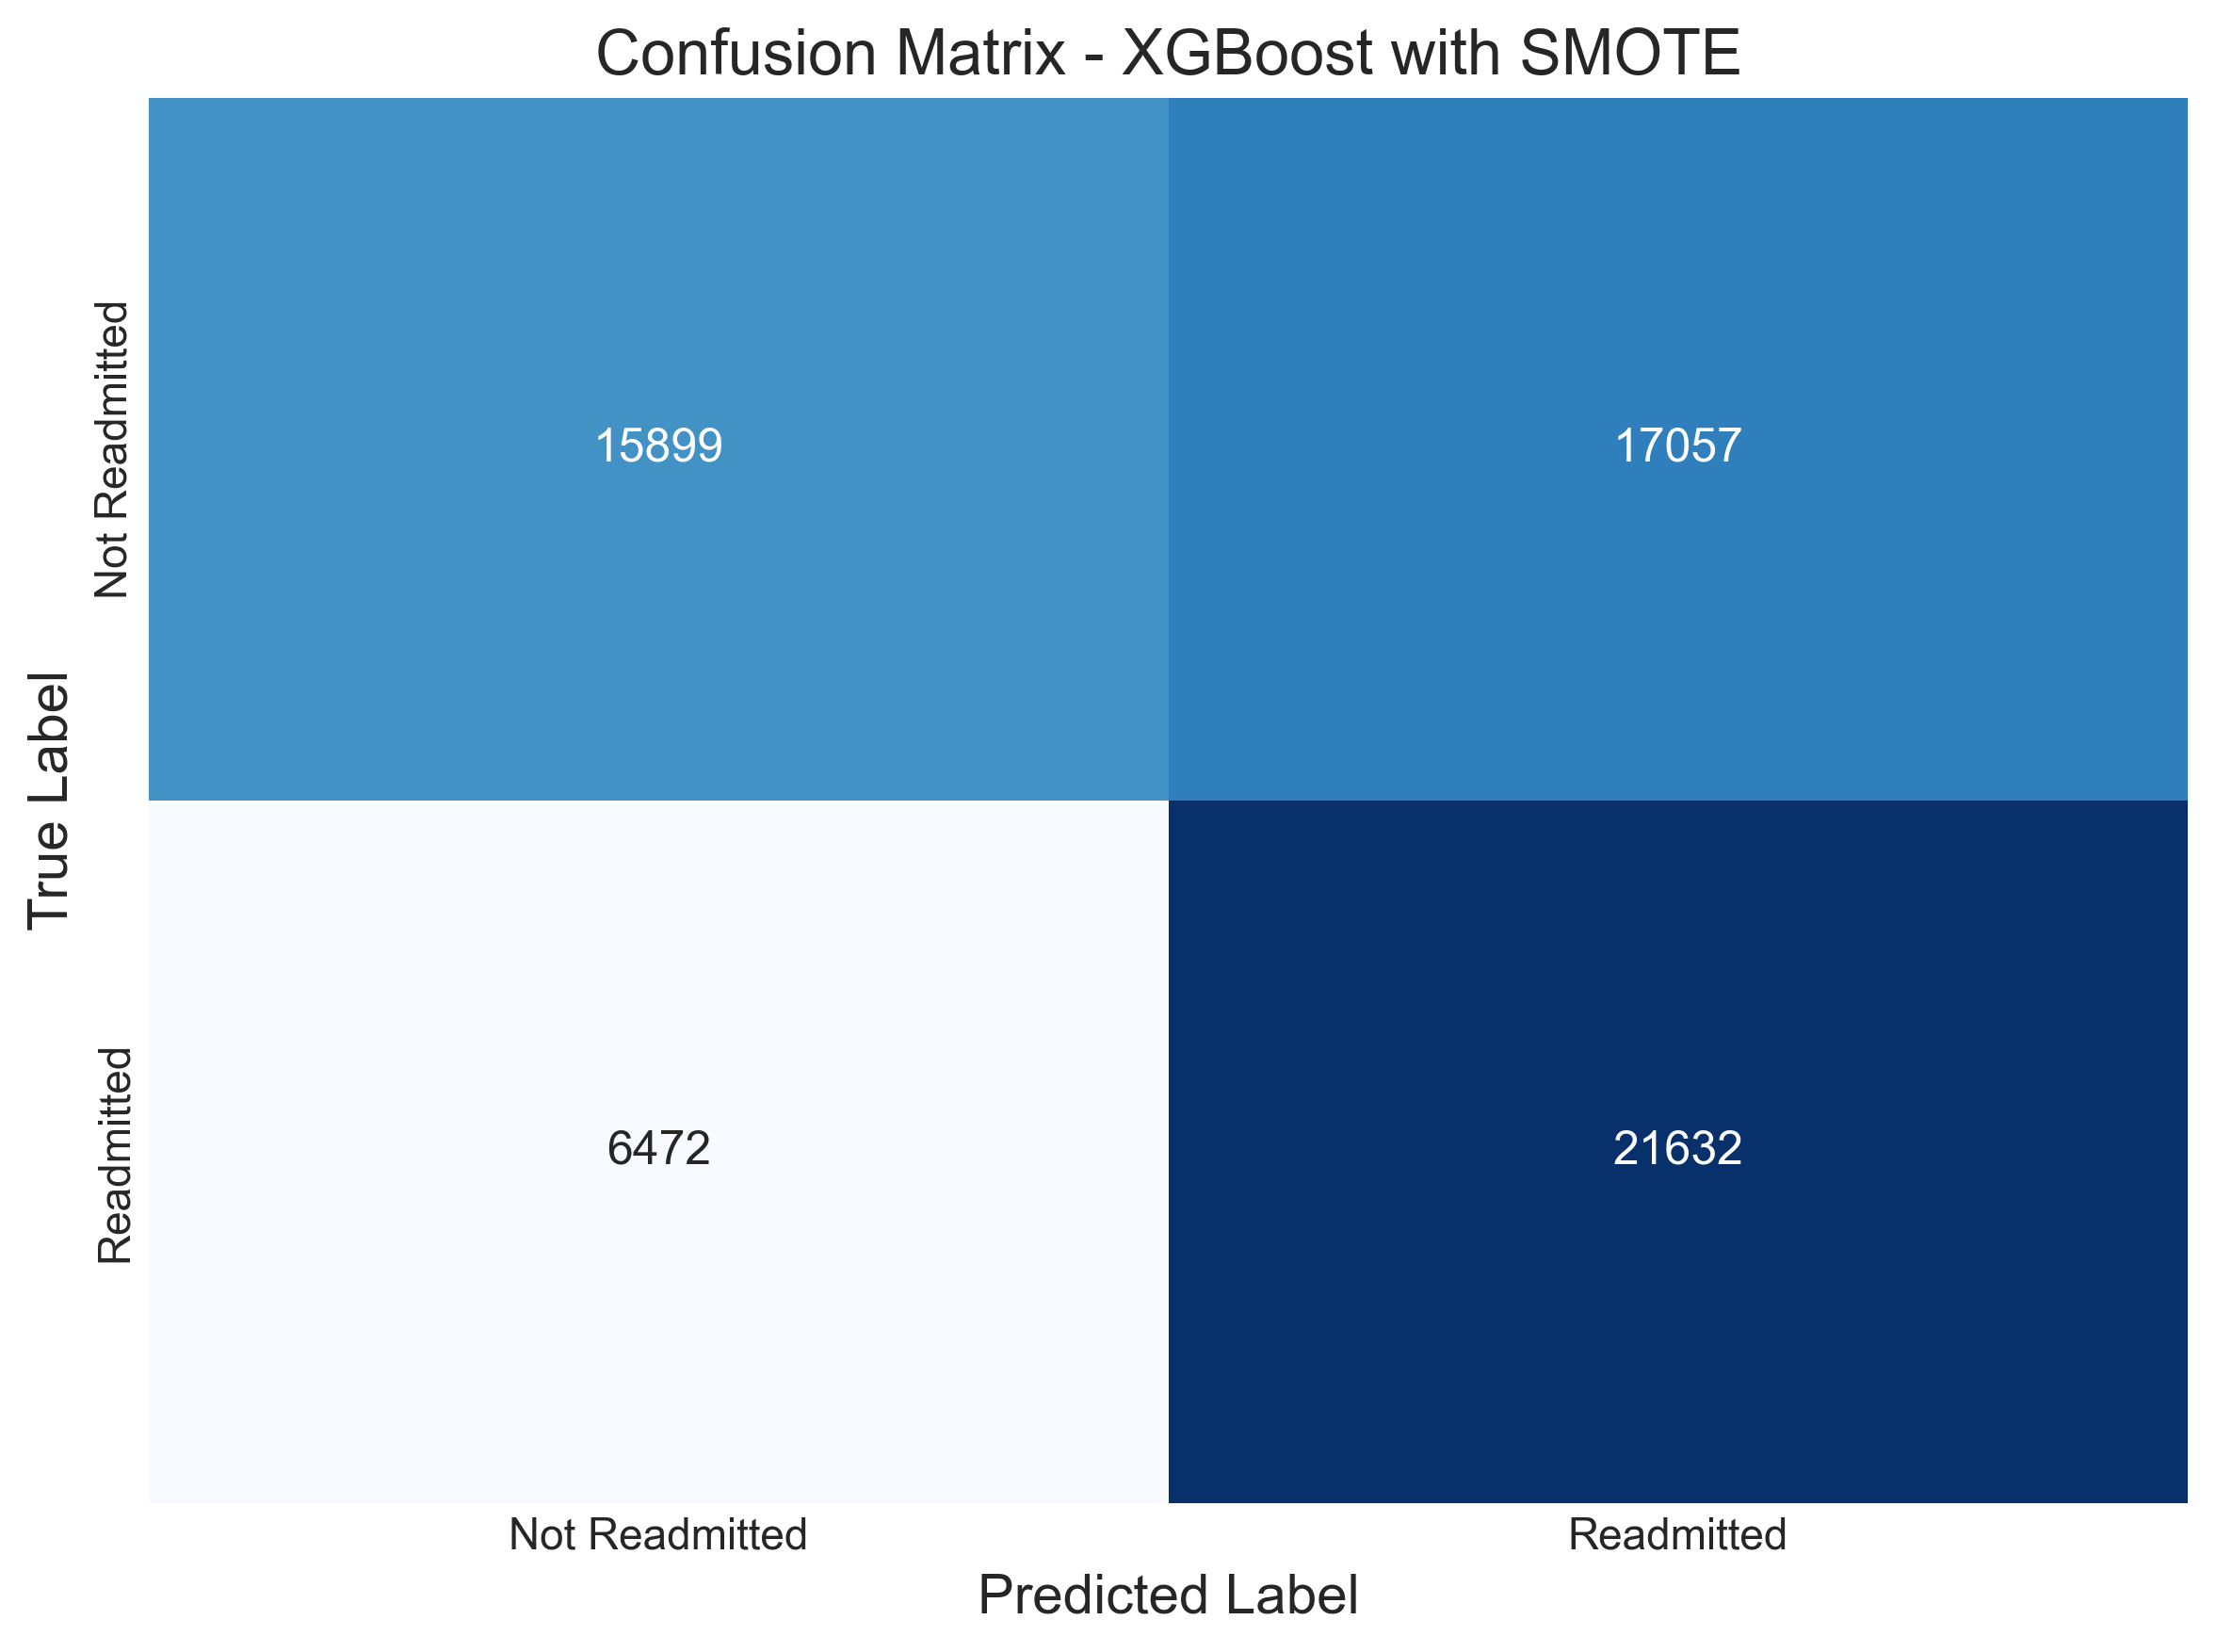 Confusion Matrix - XGBoost with SMOTE
True Label
Not Readmitted
15899
17057
Readmitted
6472
21632
Not Readmitted
Readmitted
Predicted Label